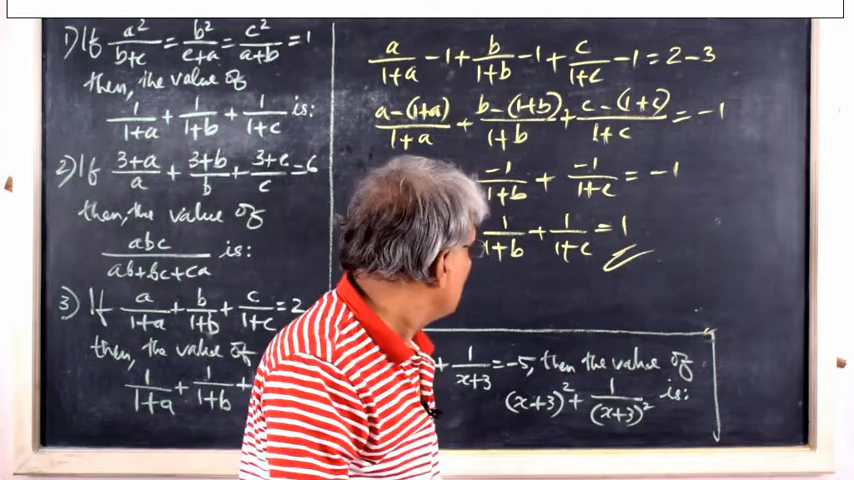 1) If a²/(b+c) = b²/(c+a) = c²/(a+b) = 1
then, the value of
1/(1+a) + 1/(1+b) + 1/(1+c) is:
2) If (3+a)/a + (3+b)/b + (3+c)/c = 6
then, the value of
abc/(ab+bc+ca) is:
3) If a/(1+a) + b/(1+b) + c/(1+c) = 2
then, the value of
1/(1+a) + 1/(1+b) +
a/(1+a) - 1 + b/(1+b) - 1 + c/(1+c) - 1 = 2 - 3
(a-(1+a))/(1+a) + (b-(1+b))/(1+b) + (c-(1+c))/(1+c) = -1
-1/(1+b) + -1/(1+c) = -1
1/(1+b) + 1/(1+c) = 1
+ 1/(x+3) = -5, then the value of
(x+3)² + 1/(x+3)² is: